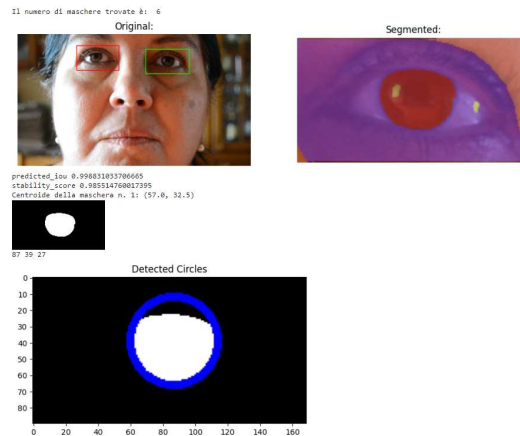 Il numero di maschere trovate è:  6
Original:
Segmented:
predicted_iou 0.998831033706665
stability_score 0.985514760017395
Centroide della maschera n. 1: (57.0, 32.5)
87 39 27
Detected Circles
0
10
20
30
40
50
60
70
80
0 20 40 60 80 100 120 140 160